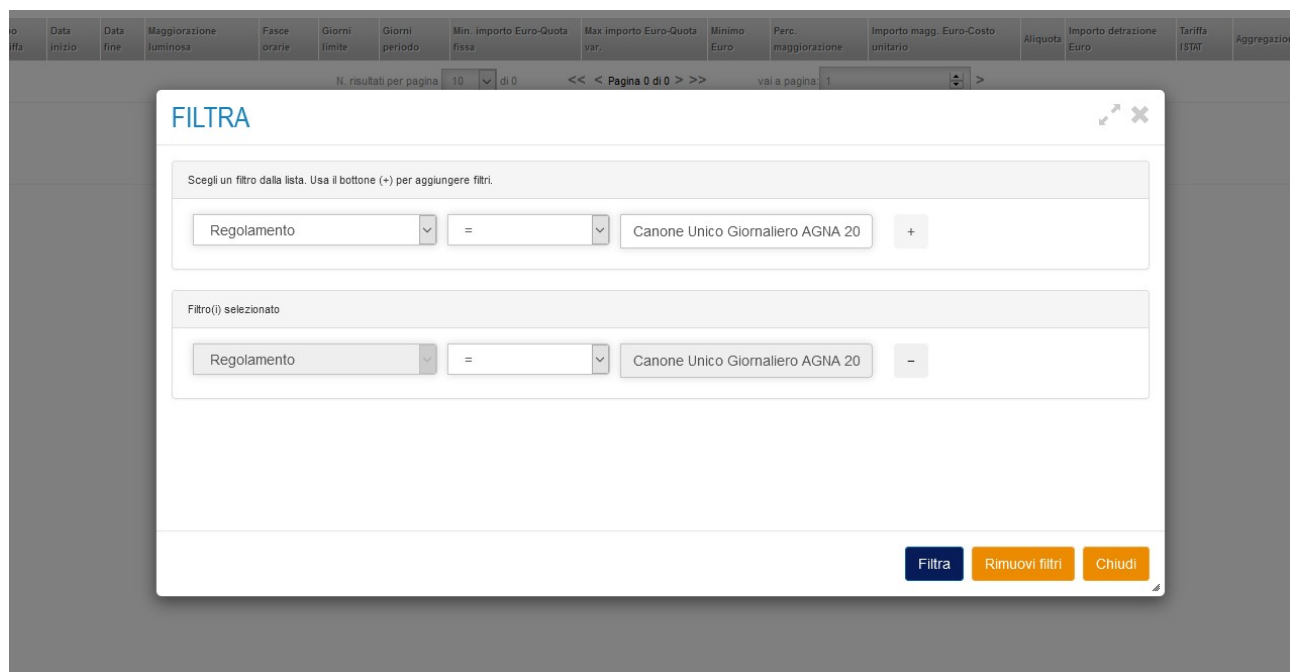 Data inizio
Data fine
Maggiorazione luminosa
Fasce orarie
Giorni limite
Giorni periodo
Min. importo Euro-Quota fissa
Max importo Euro-Quota var.
Minimo Euro
Perc. maggiorazione
Importo magg. Euro-Costo unitario
Aliquota
Importo detrazione Euro
Tariffa ISTAT
N. risultati per pagina 10 di 0 << < Pagina 0 di 0 > >> vai a pagina: 1 >
FILTRA
Scegli un filtro dalla lista. Usa il bottone (+) per aggiungere filtri.
Regolamento = Canone Unico Giornaliero AGNA 20 +
Filtro(i) selezionato
Regolamento = Canone Unico Giornaliero AGNA 20 −
Filtra Rimuovi filtri Chiudi